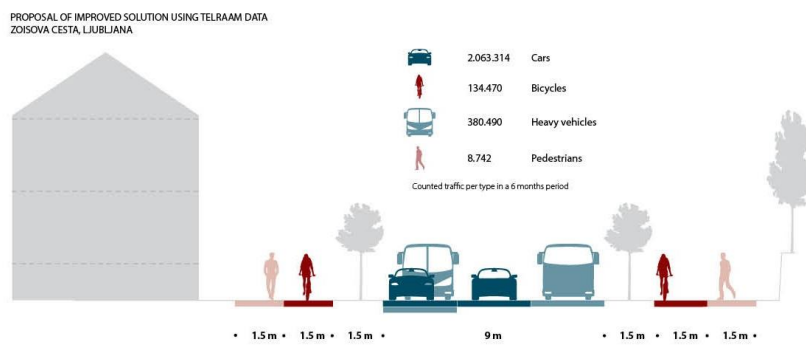 PROPOSAL OF IMPROVED SOLUTION USING TELRAAM DATA
ZOISOVA CESTA, LJUBLJANA
2.063.314 Cars
134.470 Bicycles
380.490 Heavy vehicles
8.742 Pedestrians
Counted traffic per type in a 6 months period
• 1.5 m • 1.5 m • 1.5 m • 9 m • 1.5 m • 1.5 m • 1.5 m •